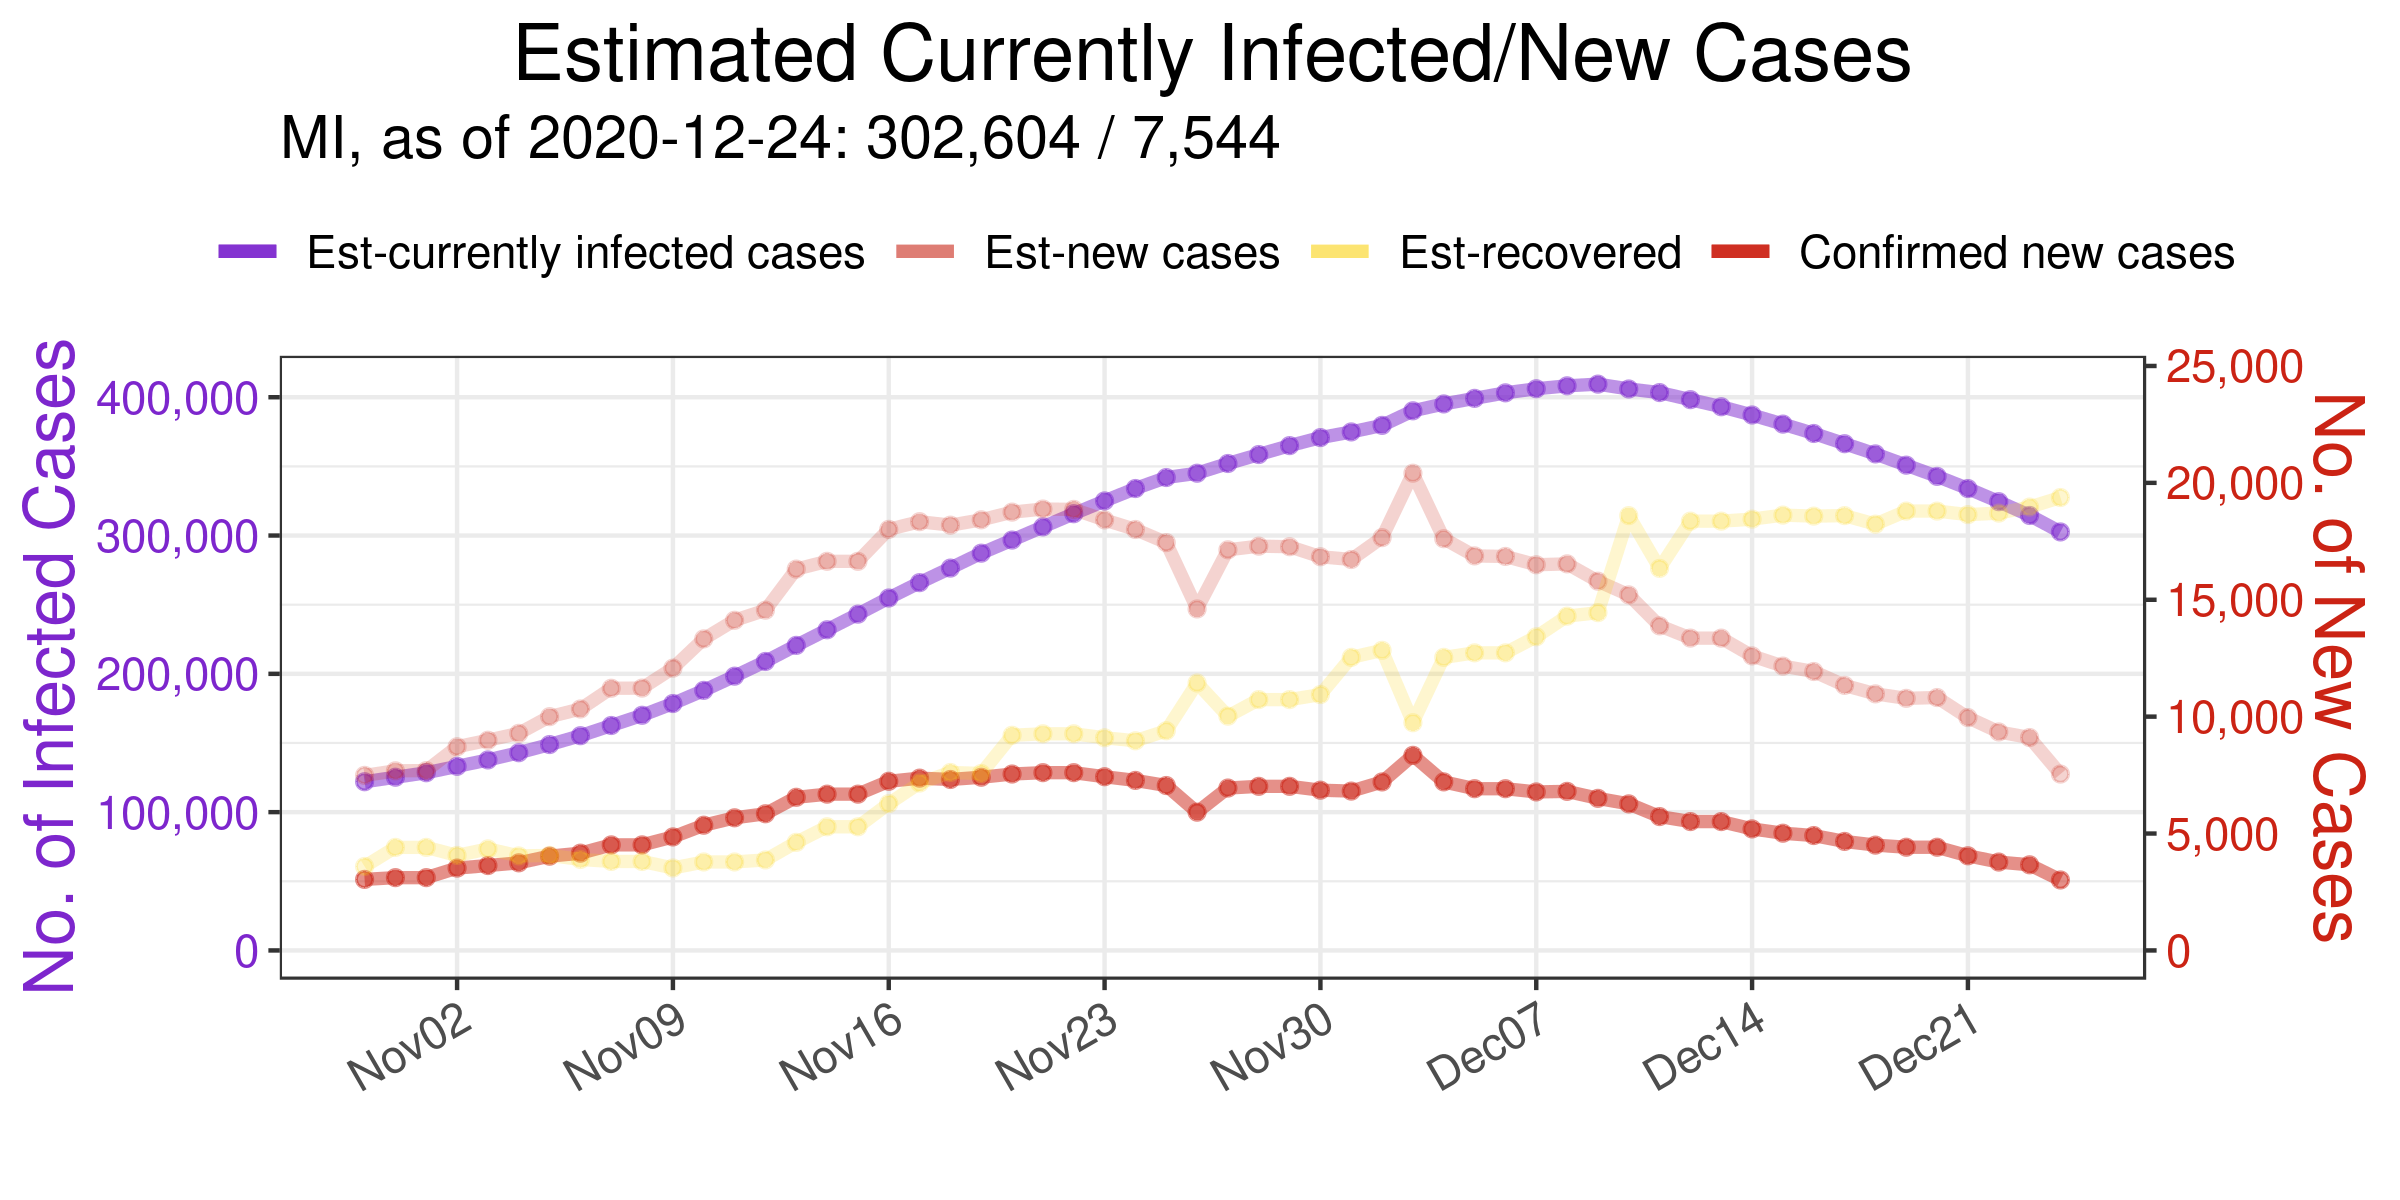 Estimated Currently Infected/New Cases
MI, as of 2020-12-24: 302,604 / 7,544
Est-currently infected cases Est-new cases Est-recovered Confirmed new cases
No. of Infected Cases
400,000
300,000
200,000
100,000
0
25,000
20,000
15,000
10,000
5,000
0
No. of New Cases
Nov02 Nov09 Nov16 Nov23 Nov30 Dec07 Dec14 Dec21